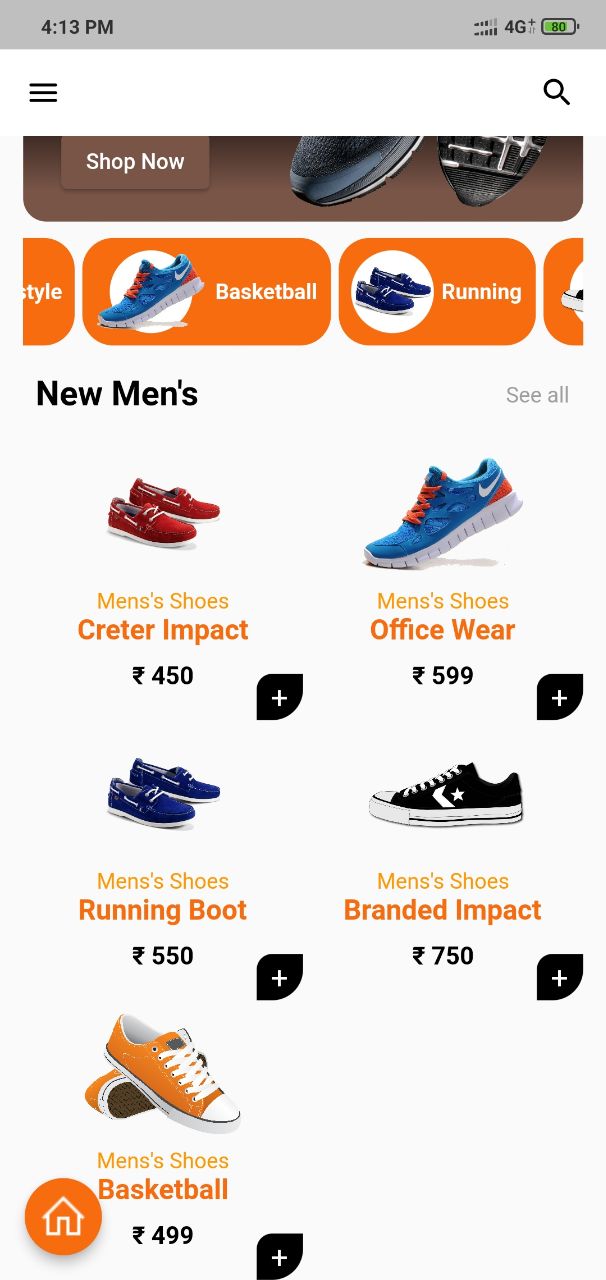 4:13 PM
4G+ 80
Shop Now
style
Basketball
Running
New Men's
See all
Mens's Shoes
Creter Impact
₹ 450
+
Mens's Shoes
Office Wear
₹ 599
+
Mens's Shoes
Running Boot
₹ 550
+
Mens's Shoes
Branded Impact
₹ 750
+
Mens's Shoes
Basketball
₹ 499
+